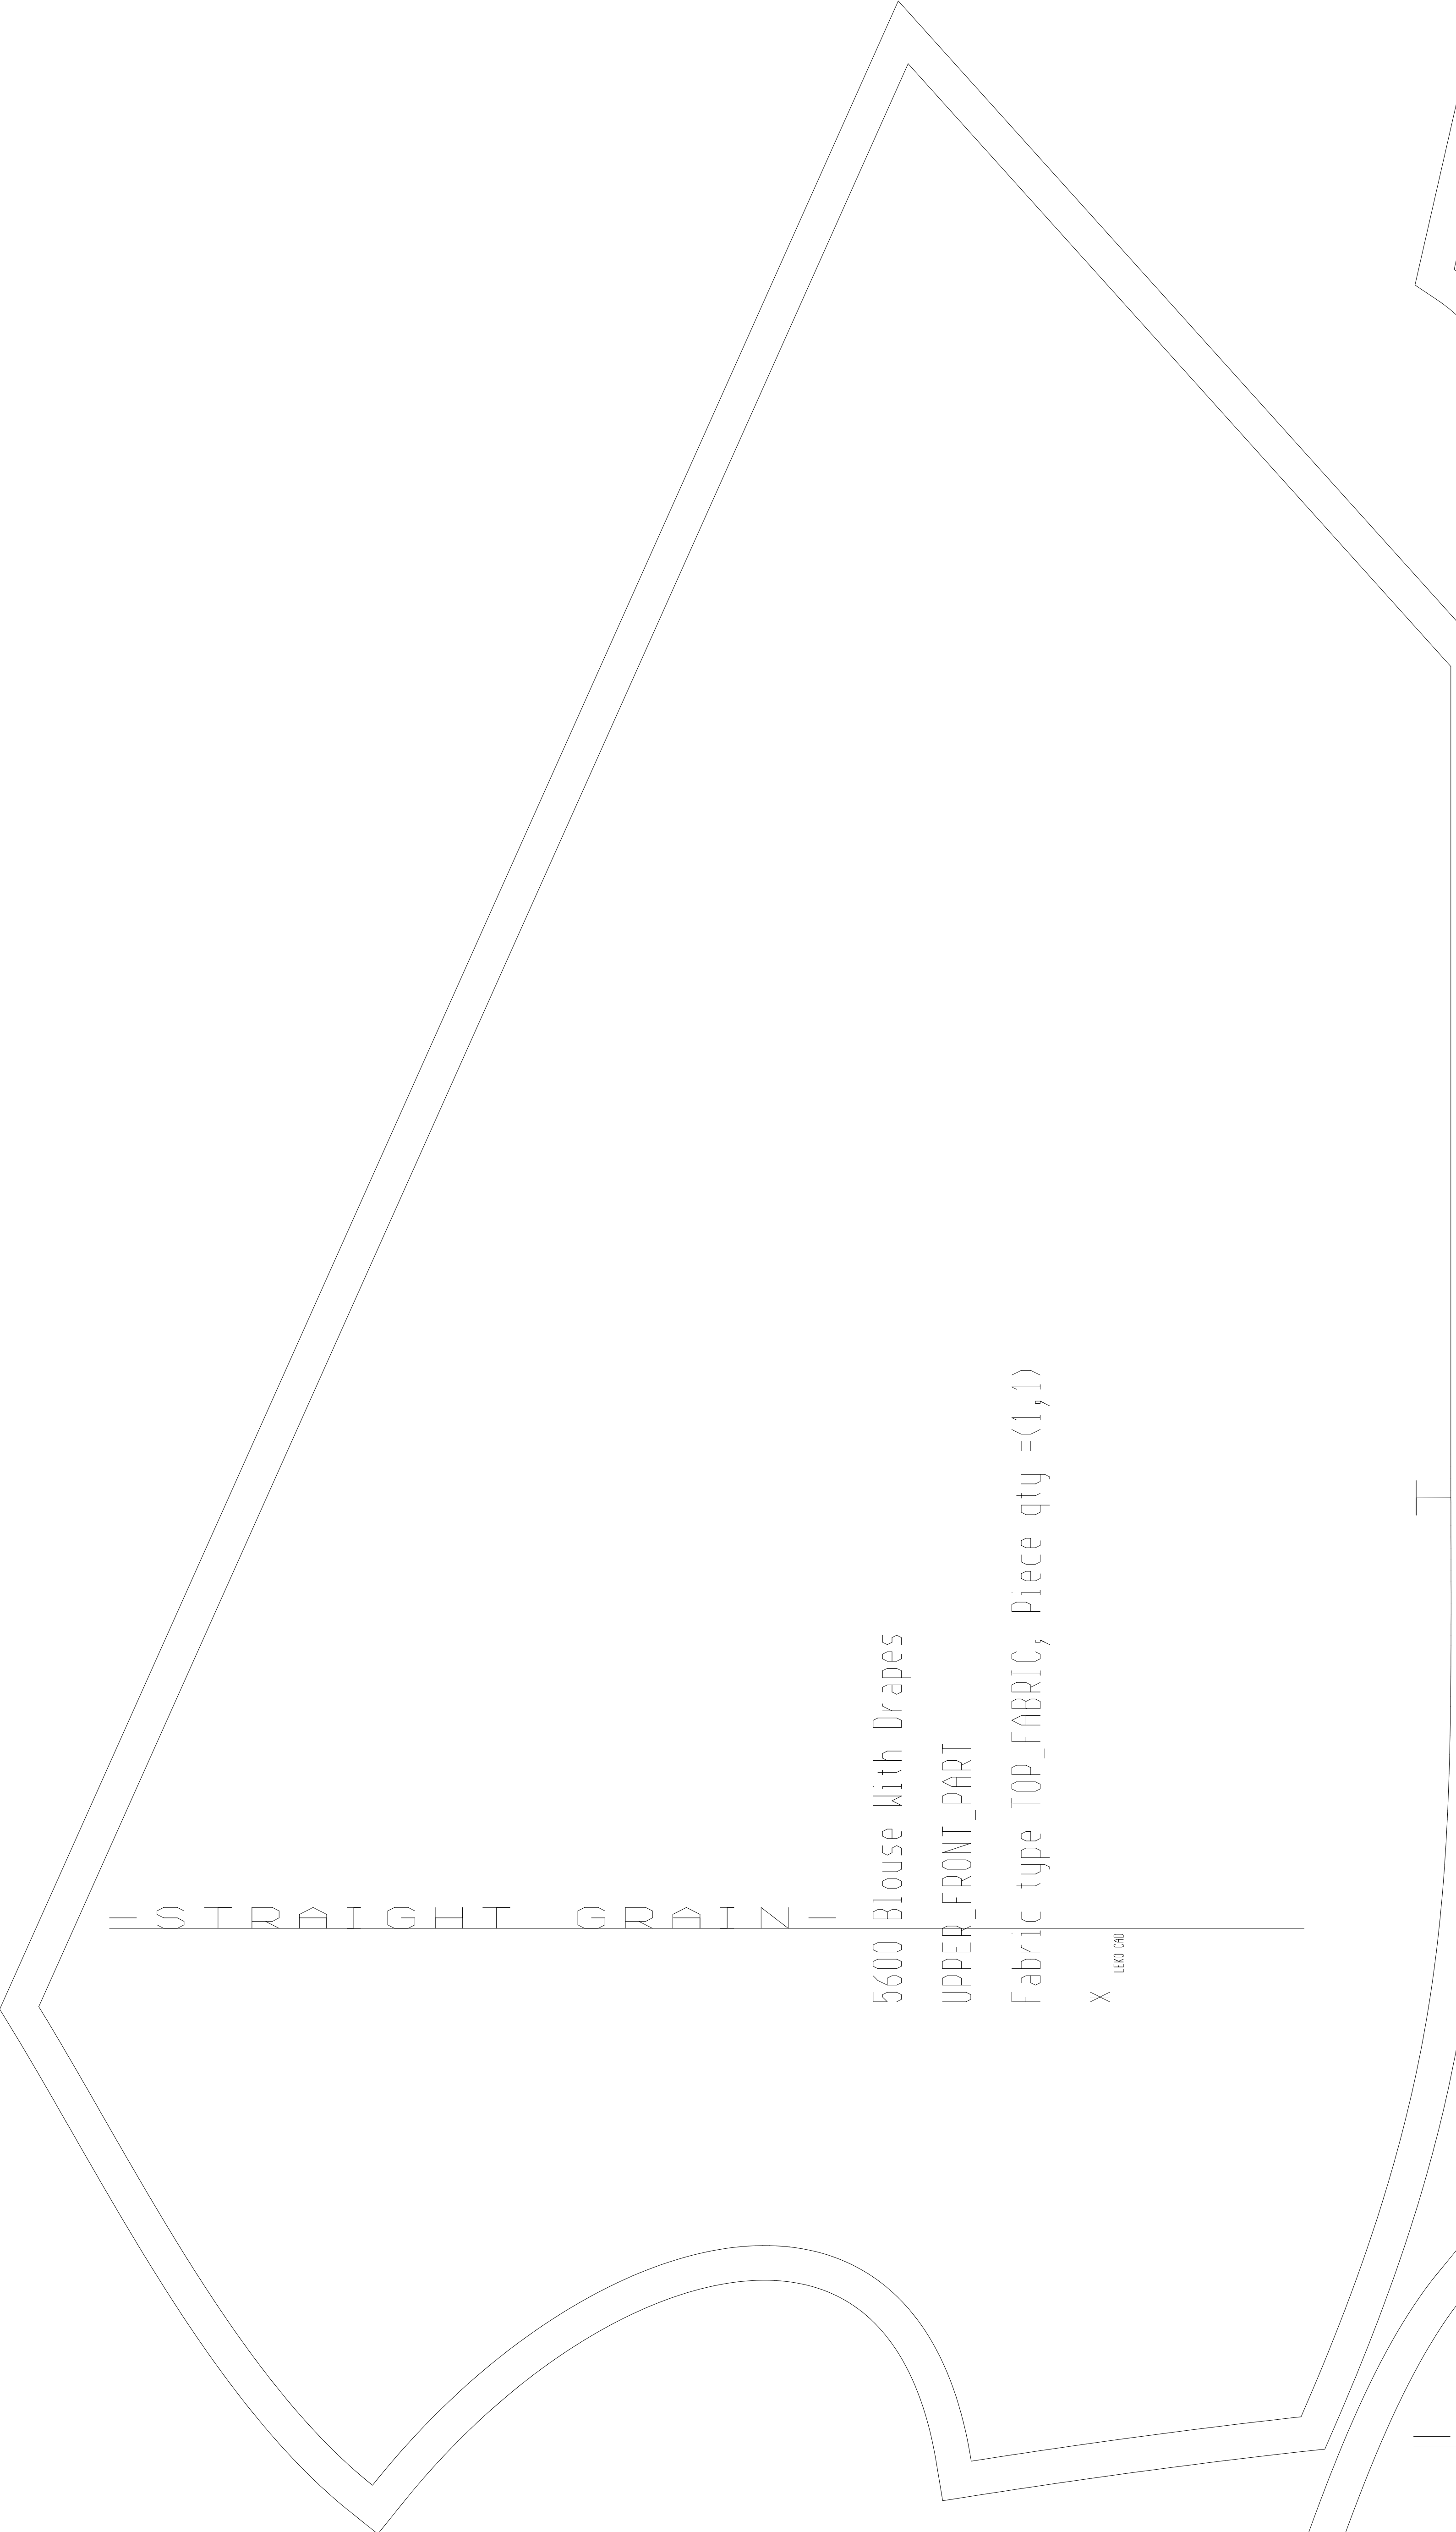 -STRAIGHT GRAIN-
5600 Blouse With Drapes
UPPER_FRONT_PART
Fabric type TOP_FABRIC, Piece qty =(1,1)
* LEKO CAD